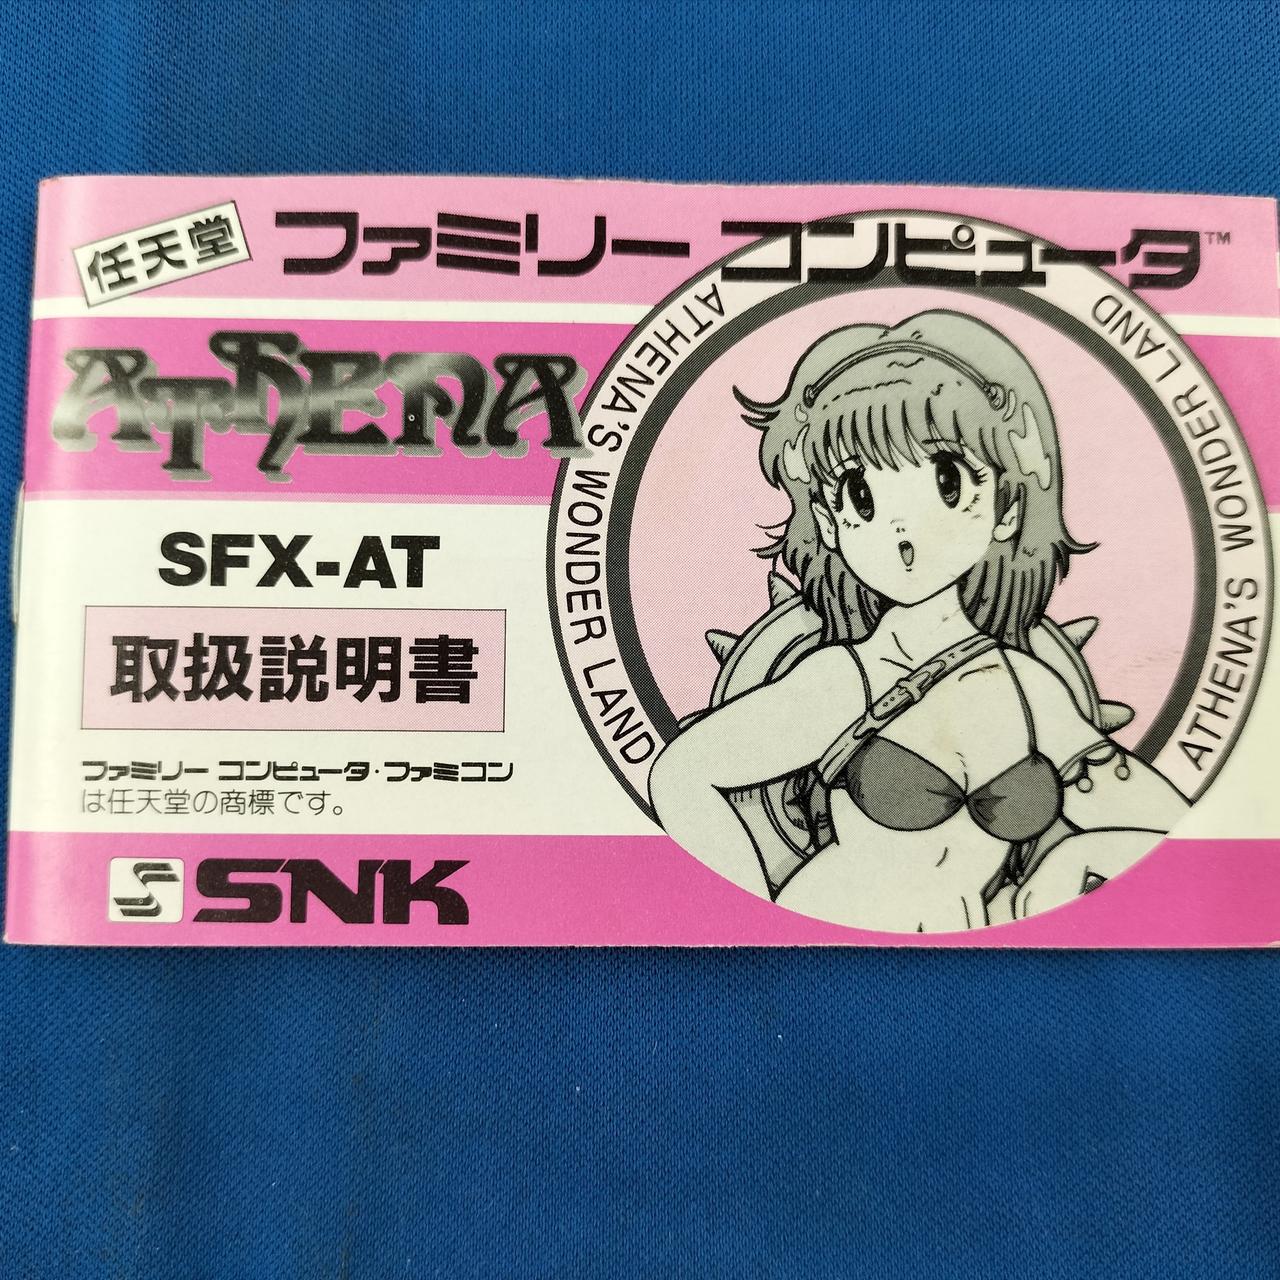 任天堂 ファミリー コンピュータ™
ATHENA
ATHENA'S WONDER LAND
ATHENA'S WONDER LAND
SFX-AT
取扱説明書
ファミリー コンピュータ・ファミコン
は任天堂の商標です。
S SNK